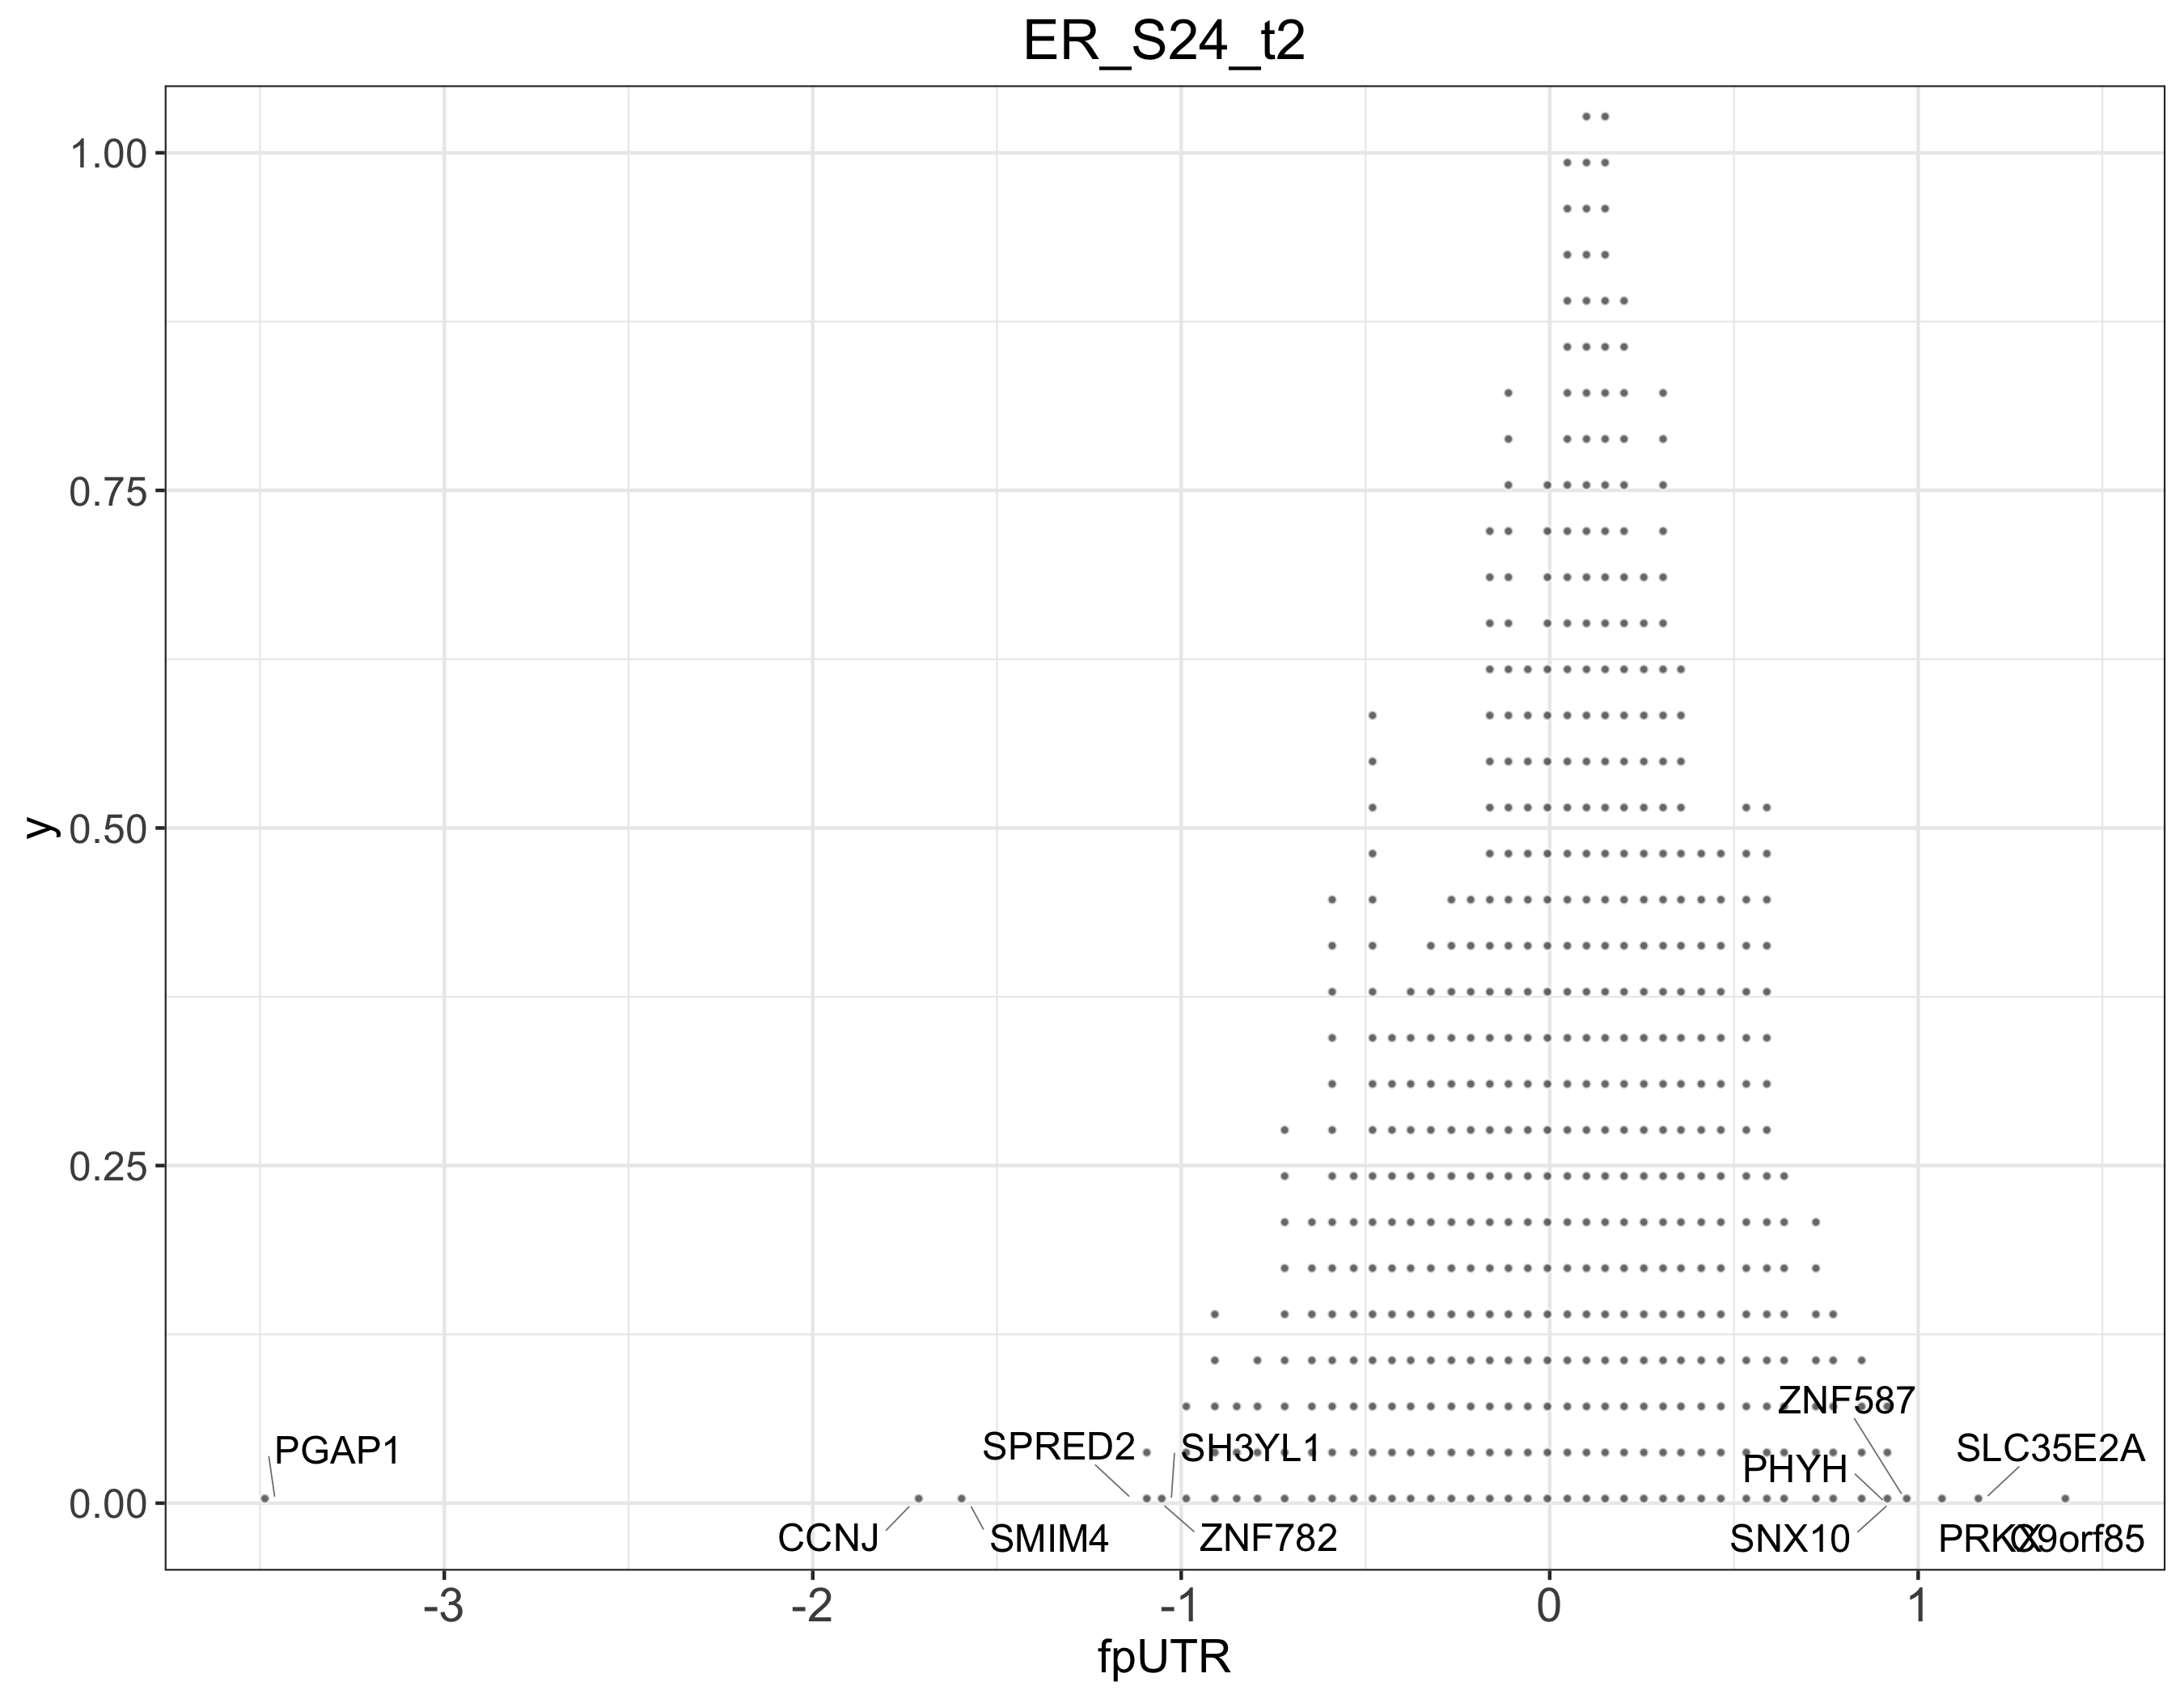 ER_S24_t2
1.00
0.75
0.50
0.25
0.00
y
ZNF587
PGAP1
SPRED2
SH3YL1
PHYH
SLC35E2A
CCNJ
SMIM4
ZNF782
SNX10
PRKX
C9orf85
-3
-2
-1
0
1
fpUTR